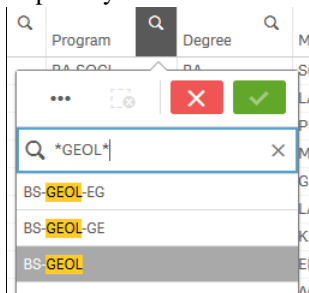 Program
Degree
M
BA-SOCI
BA
*GEOL*
BS-GEOL-EG
BS-GEOL-GE
BS-GEOL